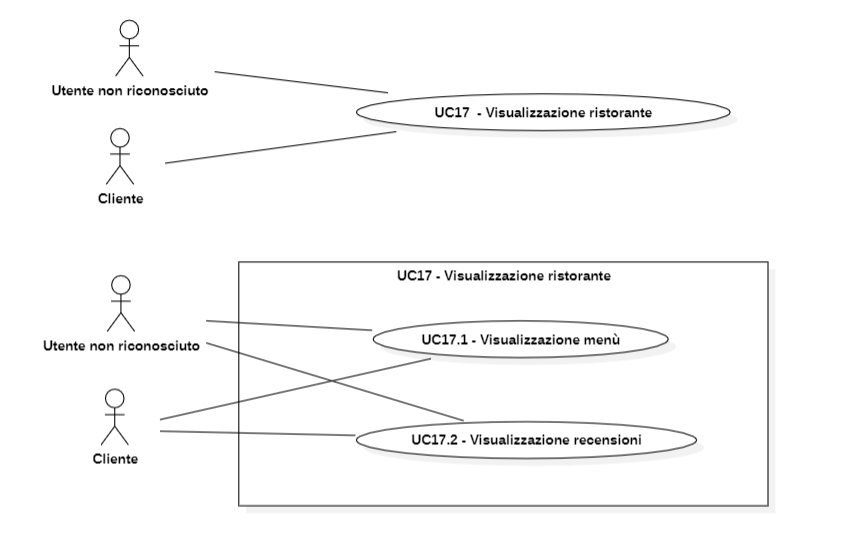 Utente non riconosciuto
UC17 - Visualizzazione ristorante
Cliente
UC17 - Visualizzazione ristorante
Utente non riconosciuto
UC17.1 - Visualizzazione menù
Cliente
UC17.2 - Visualizzazione recensioni